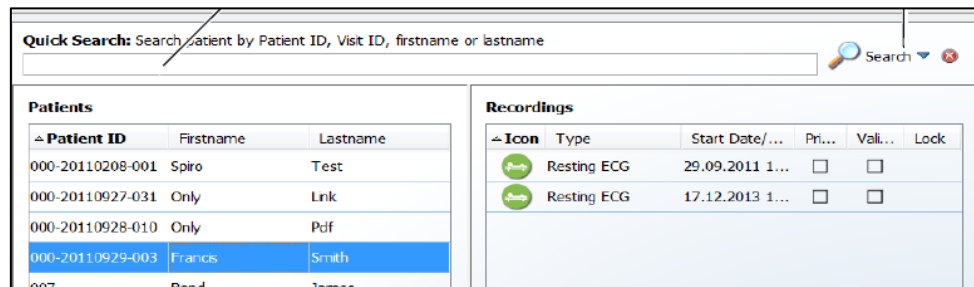 Quick Search: Search patient by Patient ID, Visit ID, firstname or lastname
Search
Patients
Patient ID Firstname Lastname
000-20110208-001 Spiro Test
000-20110927-031 Only Link
000-20110928-010 Only Pdf
000-20110929-003 Francis Smith
Recordings
Icon Type Start Date/... Pri... Vali... Lock
Resting ECG 29.09.2011 1...
Resting ECG 17.12.2013 1...